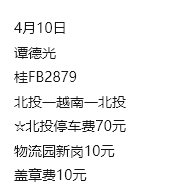 4月10日
谭德光
桂FB2879
北投一越南一北投
☆北投停车费70元
物流园新岗10元
盖章费10元